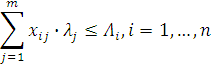 ∑_{j=1}^{m} x_{ij} · λ_j ≤ Λ_i, i = 1, …, n